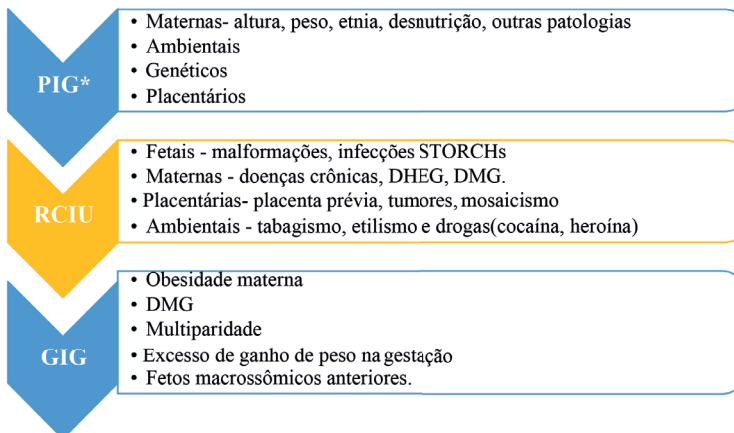 PIG*
• Maternas- altura, peso, etnia, desnutrição, outras patologias
• Ambientais
• Genéticos
• Placentários
RCIU
• Fetais - malformações, infecções STORCHs
• Maternas - doenças crônicas, DHEG, DMG.
• Placentárias- placenta prévia, tumores, mosaicismo
• Ambientais - tabagismo, etilismo e drogas(cocaína, heroína)
GIG
• Obesidade materna
• DMG
• Multiparidade
• Excesso de ganho de peso na gestação
• Fetos macrossômicos anteriores.